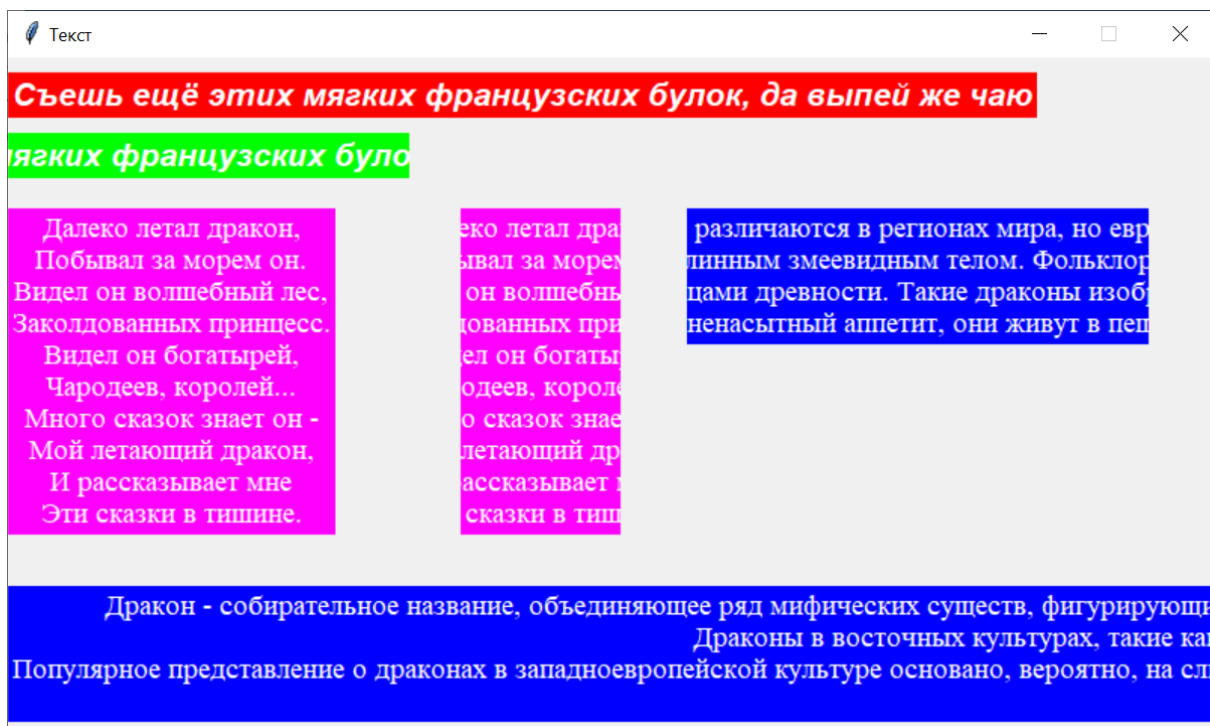 Текст
Съешь ещё этих мягких французских булок, да выпей же чаю
мягких французских було
Далеко летал дракон,
Побывал за морем он.
Видел он волшебный лес,
Заколдованных принцесс.
Видел он богатырей,
Чародеев, королей...
Много сказок знает он -
Мой летающий дракон,
И рассказывает мне
Эти сказки в тишине.
еко летал дра
ывал за морем
он волшебны
дованных при
ел он богаты
одеев, короле
о сказок знае
летающий др
рассказывает
сказки в тиш
различаются в регионах мира, но евр
линным змеевидным телом. Фольклор
цами древности. Такие драконы изоб
ненасытный аппетит, они живут в пещ
Дракон - собирательное название, объединяющее ряд мифических существ, фигурирующи
Драконы в восточных культурах, такие ка
Популярное представление о драконах в западноевропейской культуре основано, вероятно, на сл